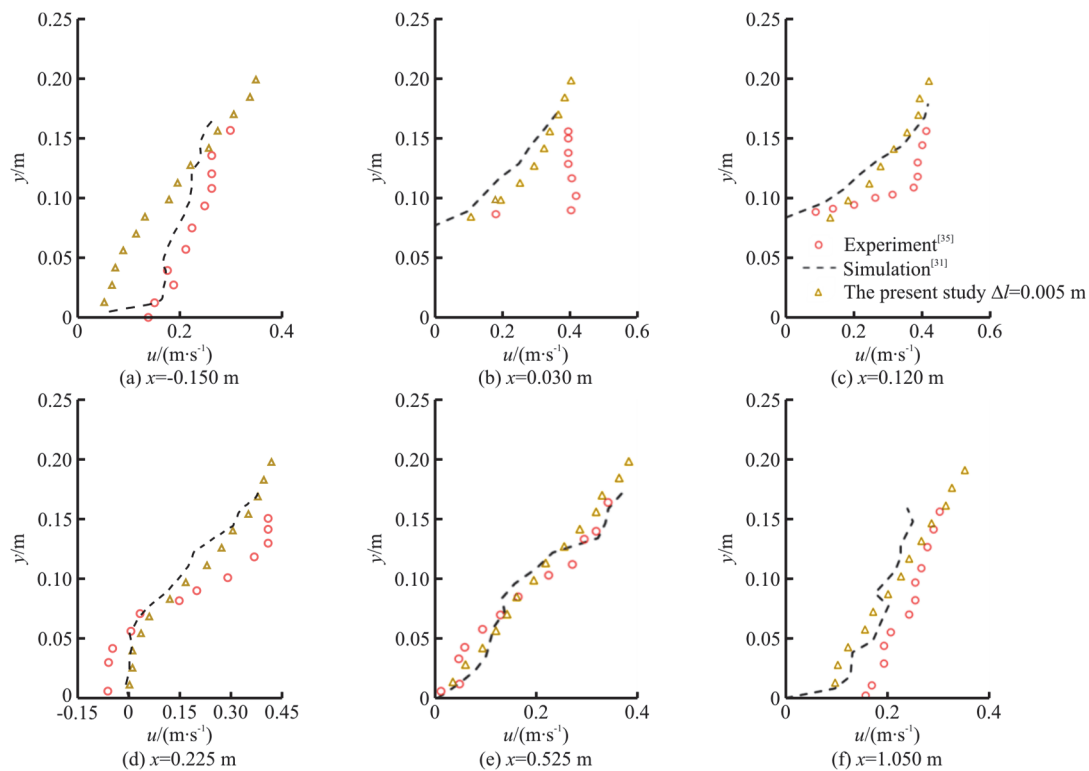 0.25
0.20
0.15
0.10
0.05
0
y/m
0
0.2
0.4
u/(m·s⁻¹)
(a) x=-0.150 m
0.25
0.20
0.15
0.10
0.05
0
y/m
0
0.2
0.4
0.6
u/(m·s⁻¹)
(b) x=0.030 m
0.25
0.20
0.15
0.10
0.05
0
y/m
Experiment[35]
Simulation[31]
The present study Δl=0.005 m
0
0.2
0.4
0.6
u/(m·s⁻¹)
(c) x=0.120 m
0.25
0.20
0.15
0.10
0.05
0
y/m
-0.15
0
0.15
0.30
0.45
u/(m·s⁻¹)
(d) x=0.225 m
0.25
0.20
0.15
0.10
0.05
0
y/m
0
0.2
0.4
u/(m·s⁻¹)
(e) x=0.525 m
0.25
0.20
0.15
0.10
0.05
0
y/m
0
0.2
0.4
u/(m·s⁻¹)
(f) x=1.050 m